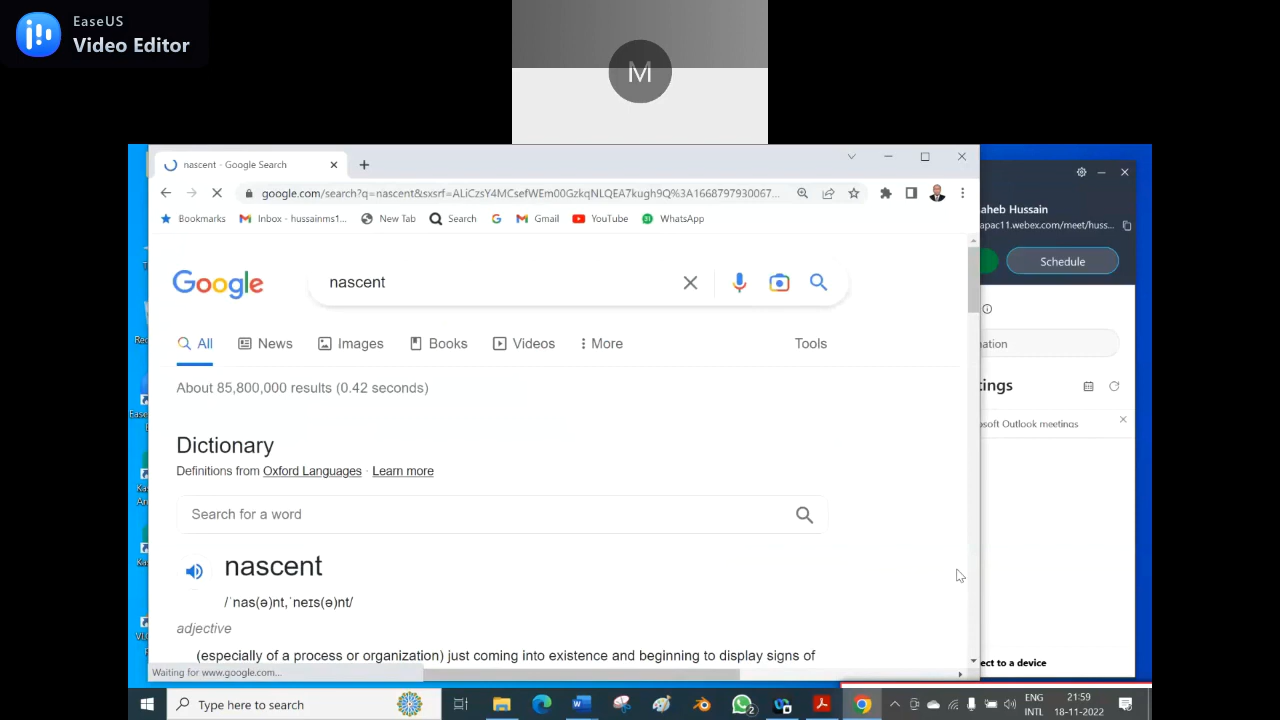 EaseUS
Video Editor
M
nascent - Google Search
google.com/search?q=nascent&sxsrf=ALiCzsY4MCsefWEm00GzkqNLQEA7kugh9Q%3A1668797930067...
Bookmarks Inbox - hussainms1... New Tab Search Gmail YouTube WhatsApp
Google
nascent
All News Images Books Videos More Tools
About 85,800,000 results (0.42 seconds)
Dictionary
Definitions from Oxford Languages · Learn more
Search for a word
nascent
/ˈnas(ə)nt,ˈneɪs(ə)nt/
adjective
(especially of a process or organization) just coming into existence and beginning to display signs of
Waiting for www.google.com...
aheb Hussain
apac11.webex.com/meet/huss...
Schedule
nation
tings
osoft Outlook meetings
ect to a device
Type here to search
2
ENG
INTL
21:59
18-11-2022